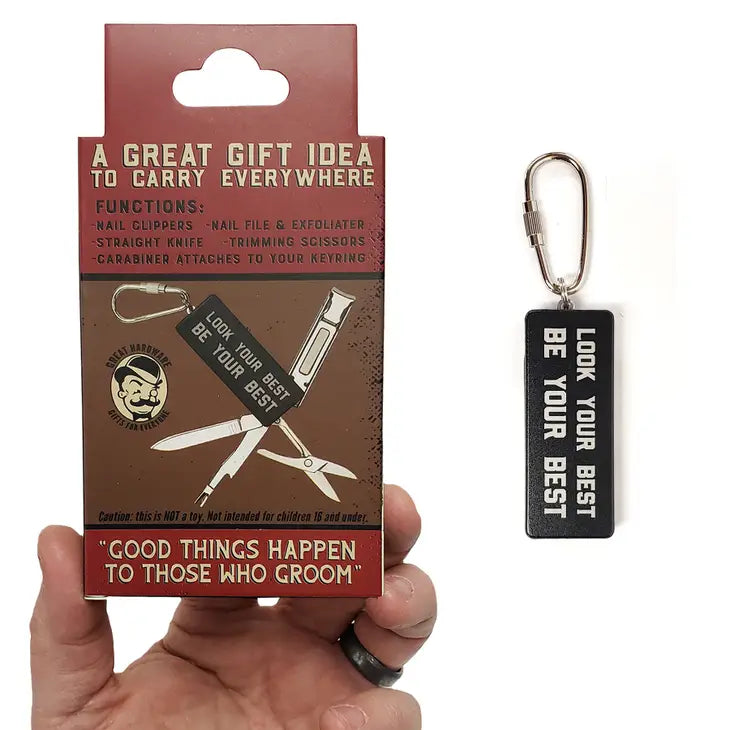 A GREAT GIFT IDEA
TO CARRY EVERYWHERE
FUNCTIONS:
-NAIL CLIPPERS -NAIL FILE & EXFOLIATER
-STRAIGHT KNIFE -TRIMMING SCISSORS
-CARABINER ATTACHES TO YOUR KEYRING
LOOK YOUR BEST
BE YOUR BEST
GREAT HARDWARE
GIFTS FOR EVERYONE
Caution: this is NOT a toy. Not intended for children 16 and under.
"GOOD THINGS HAPPEN
TO THOSE WHO GROOM"
LOOK YOUR BEST
BE YOUR BEST